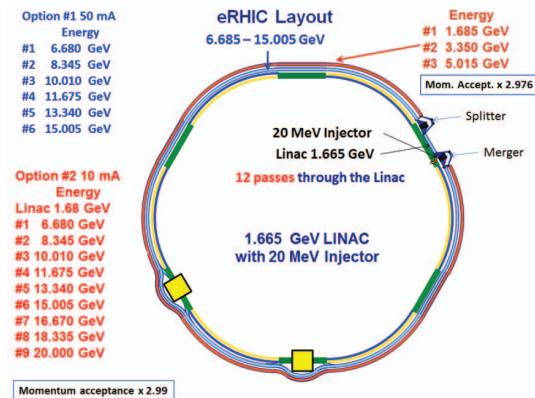 Option #1 50 mA
Energy
#1 6.680 GeV
#2 8.345 GeV
#3 10.010 GeV
#4 11.675 GeV
#5 13.340 GeV
#6 15.005 GeV
eRHIC Layout
6.685 – 15.005 GeV
Energy
#1 1.685 GeV
#2 3.350 GeV
#3 5.015 GeV
Mom. Accept. x 2.976
Splitter
20 MeV Injector
Linac 1.665 GeV
Merger
12 passes through the Linac
Option #2 10 mA
Energy
Linac 1.68 GeV
#1 6.680 GeV
#2 8.345 GeV
#3 10.010 GeV
#4 11.675 GeV
#5 13.340 GeV
#6 15.005 GeV
#7 16.670 GeV
#8 18.335 GeV
#9 20.000 GeV
1.665 GeV LINAC
with 20 MeV Injector
Momentum acceptance x 2.99